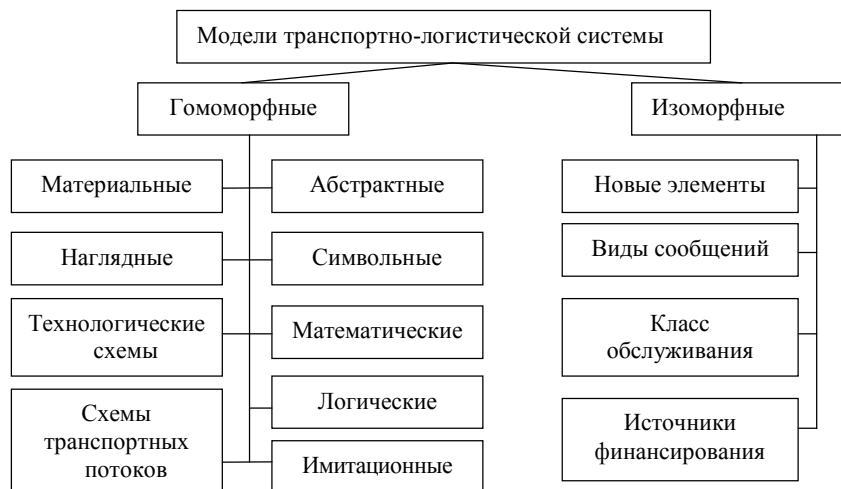 Модели транспортно-логистической системы
Гомоморфные
Изоморфные
Материальные
Абстрактные
Новые элементы
Наглядные
Символьные
Виды сообщений
Технологические
схемы
Математические
Класс
обслуживания
Схемы
транспортных
потоков
Логические
Имитационные
Источники
финансирования